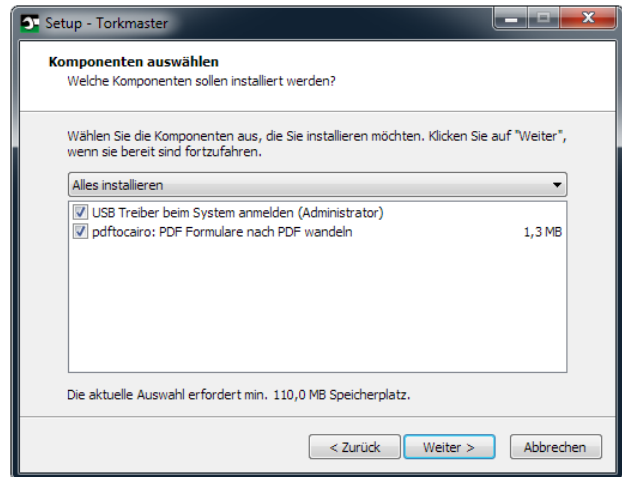 Setup - Torkmaster
Komponenten auswählen
Welche Komponenten sollen installiert werden?
Wählen Sie die Komponenten aus, die Sie installieren möchten. Klicken Sie auf "Weiter",
wenn sie bereit sind fortzufahren.
Alles installieren
USB Treiber beim System anmelden (Administrator)
pdftocairo: PDF Formulare nach PDF wandeln 1,3 MB
Die aktuelle Auswahl erfordert min. 110,0 MB Speicherplatz.
< Zurück Weiter > Abbrechen